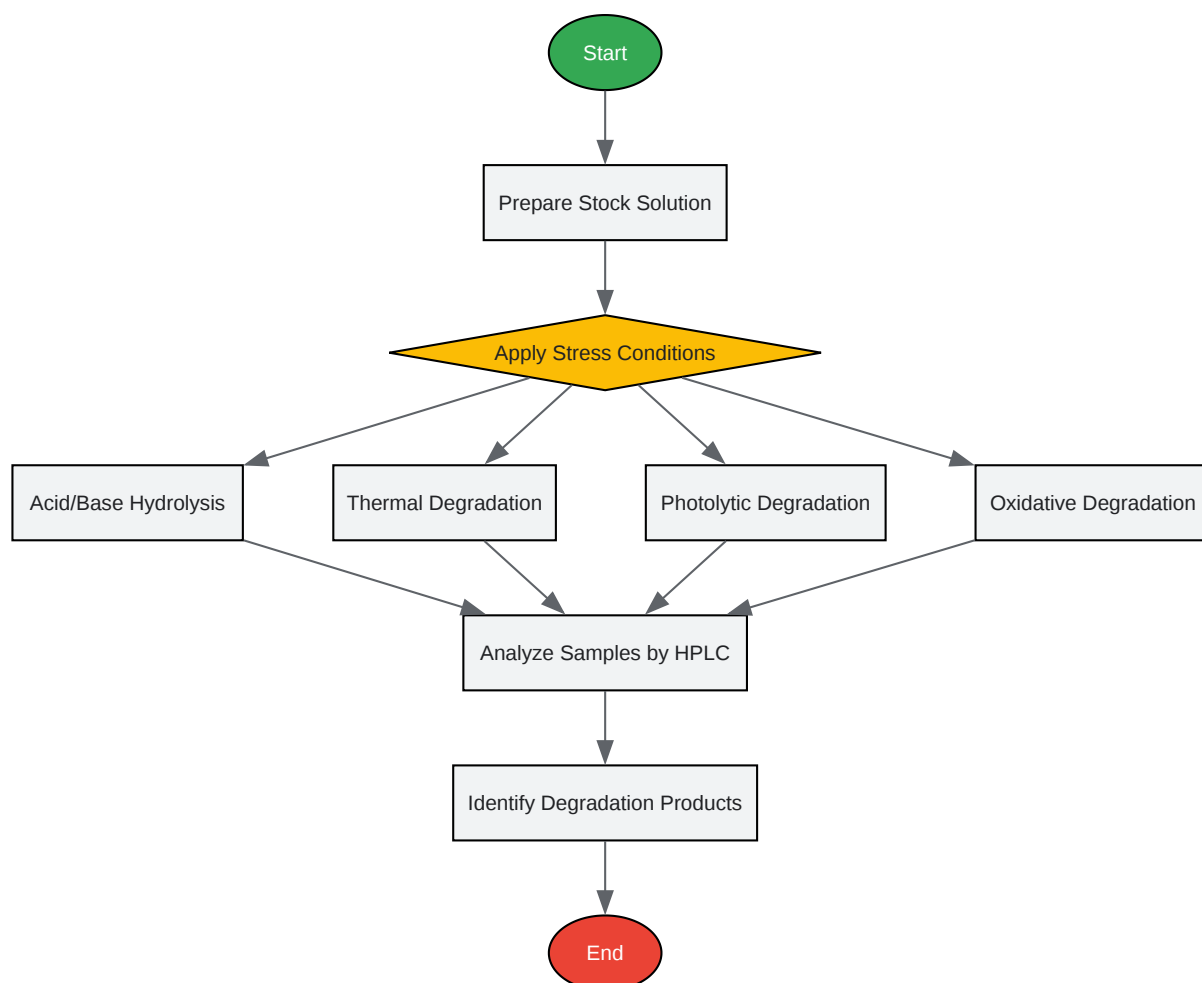 Start
Prepare Stock Solution
Apply Stress Conditions
Acid/Base Hydrolysis
Thermal Degradation
Photolytic Degradation
Oxidative Degradation
Analyze Samples by HPLC
Identify Degradation Products
End